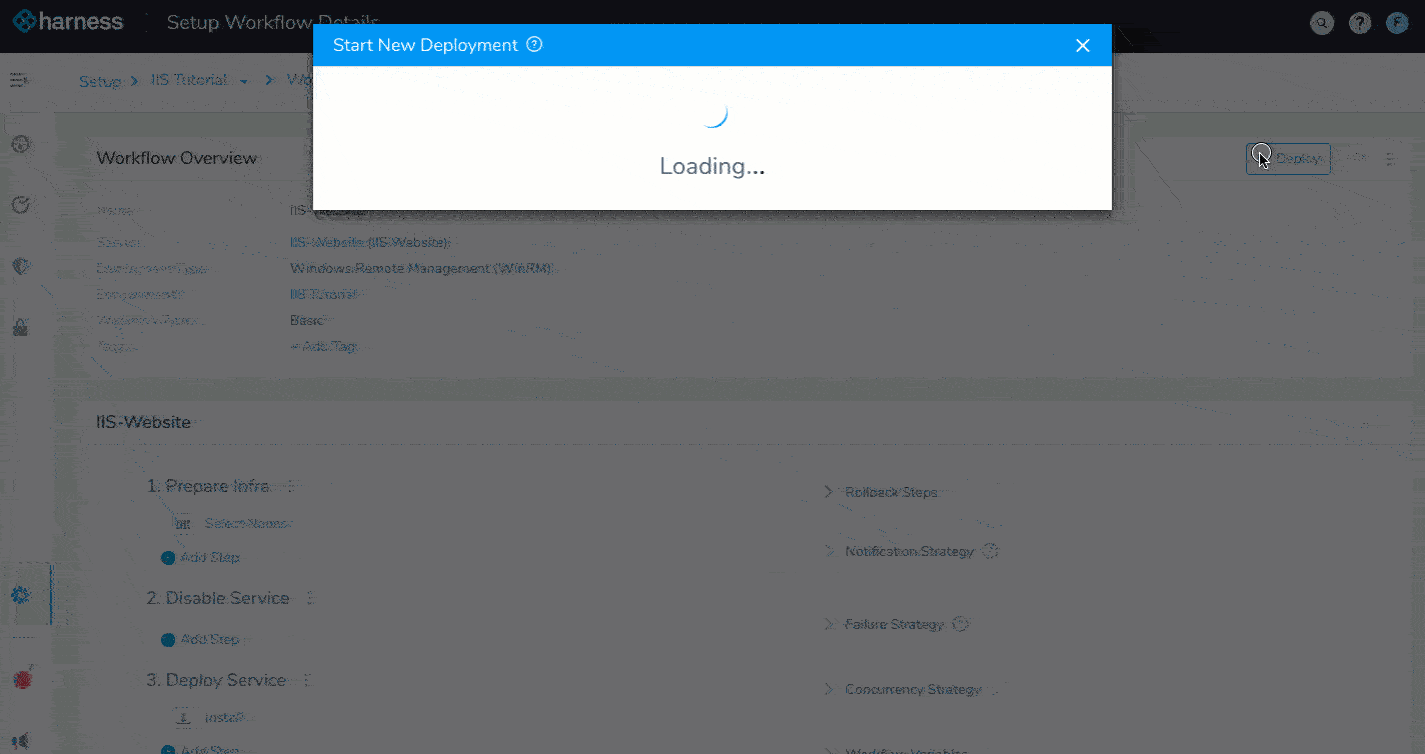 harness
Setup Workflow Details
Start New Deployment
Setup > IIS Tutorial >
Loading...
Workflow Overview
Deploy
Name
Service
IIS-Website (IIS-Website)
Deployment Type
Windows Remote Management (WinRM)
Environment
IIS Tutorial
Workflow Type
Basic
Tags
+ Add Tag
IIS-Website
1. Prepare Infra
Rollback Steps
Select Nodes
Notification Strategy
Add Step
2. Disable Service
Failure Strategy
Add Step
3. Deploy Service
Concurrency Strategy
Install
Add Step
Workflow Variables